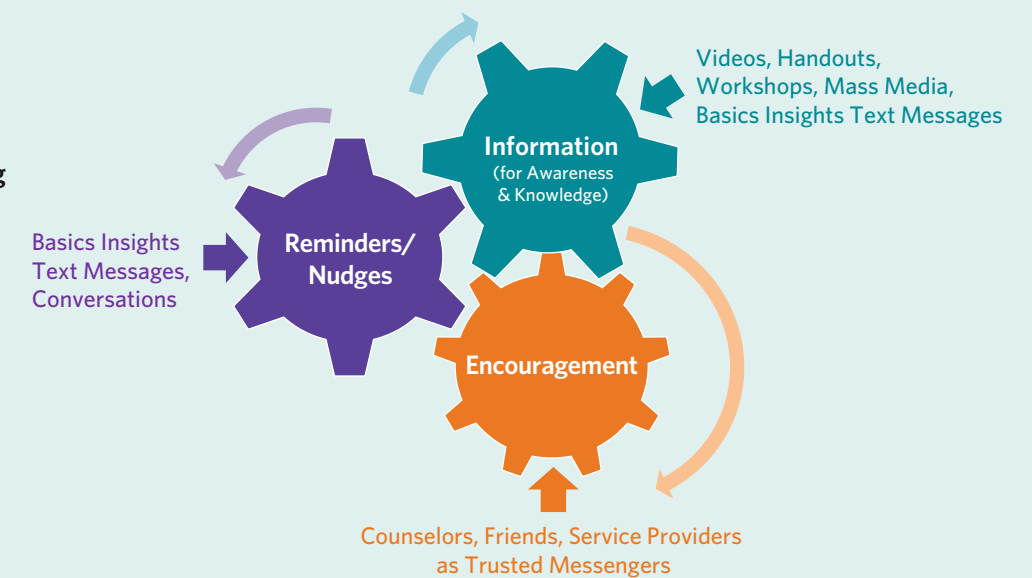 Videos, Handouts,
Workshops, Mass Media,
Basics Insights Text Messages
Information
(for Awareness
& Knowledge)
g
Basics Insights
Text Messages,
Conversations
Reminders/
Nudges
Encouragement
Counselors, Friends, Service Providers
as Trusted Messengers